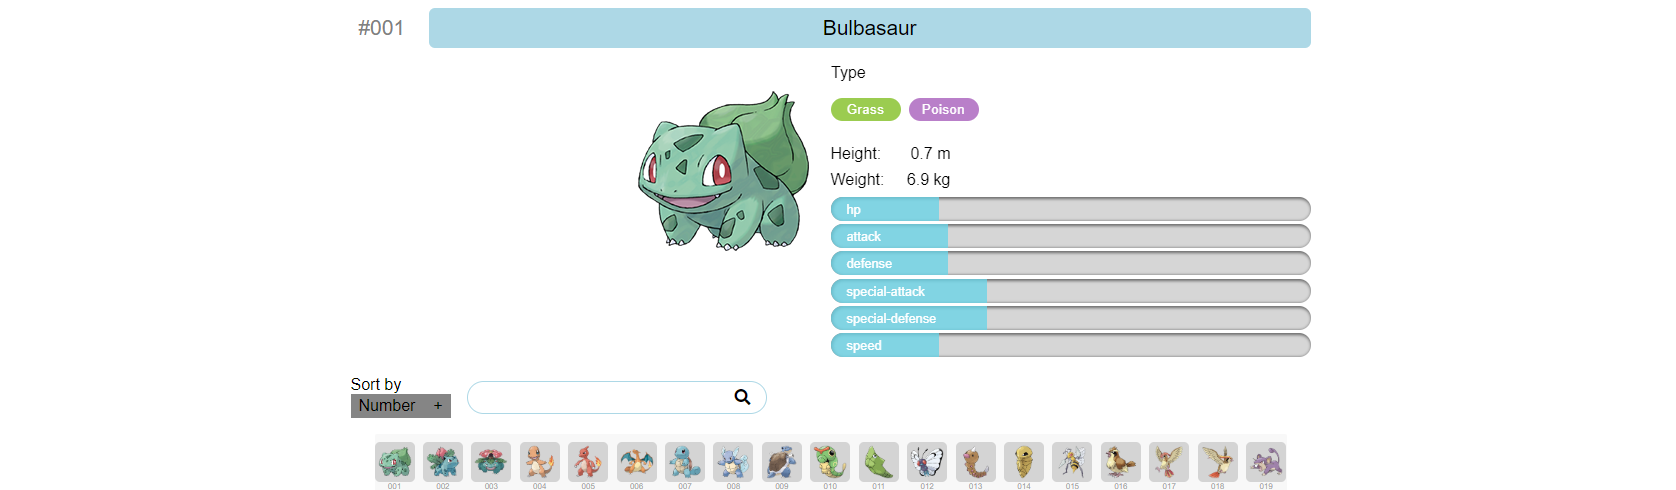 #001 Bulbasaur
Type
Grass Poison
Height: 0.7 m
Weight: 6.9 kg
hp
attack
defense
special-attack
special-defense
speed
Sort by
Number +
001 002 003 004 005 006 007 008 009 010 011 012 013 014 015 016 017 018 019